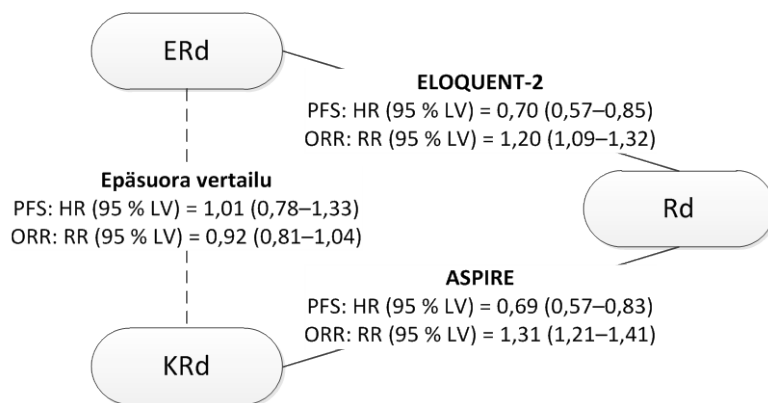 ERd
ELOQUENT-2
PFS: HR (95 % LV) = 0,70 (0,57–0,85)
ORR: RR (95 % LV) = 1,20 (1,09–1,32)
Epäsuora vertailu
PFS: HR (95 % LV) = 1,01 (0,78–1,33)
ORR: RR (95 % LV) = 0,92 (0,81–1,04)
Rd
ASPIRE
PFS: HR (95 % LV) = 0,69 (0,57–0,83)
ORR: RR (95 % LV) = 1,31 (1,21–1,41)
KRd